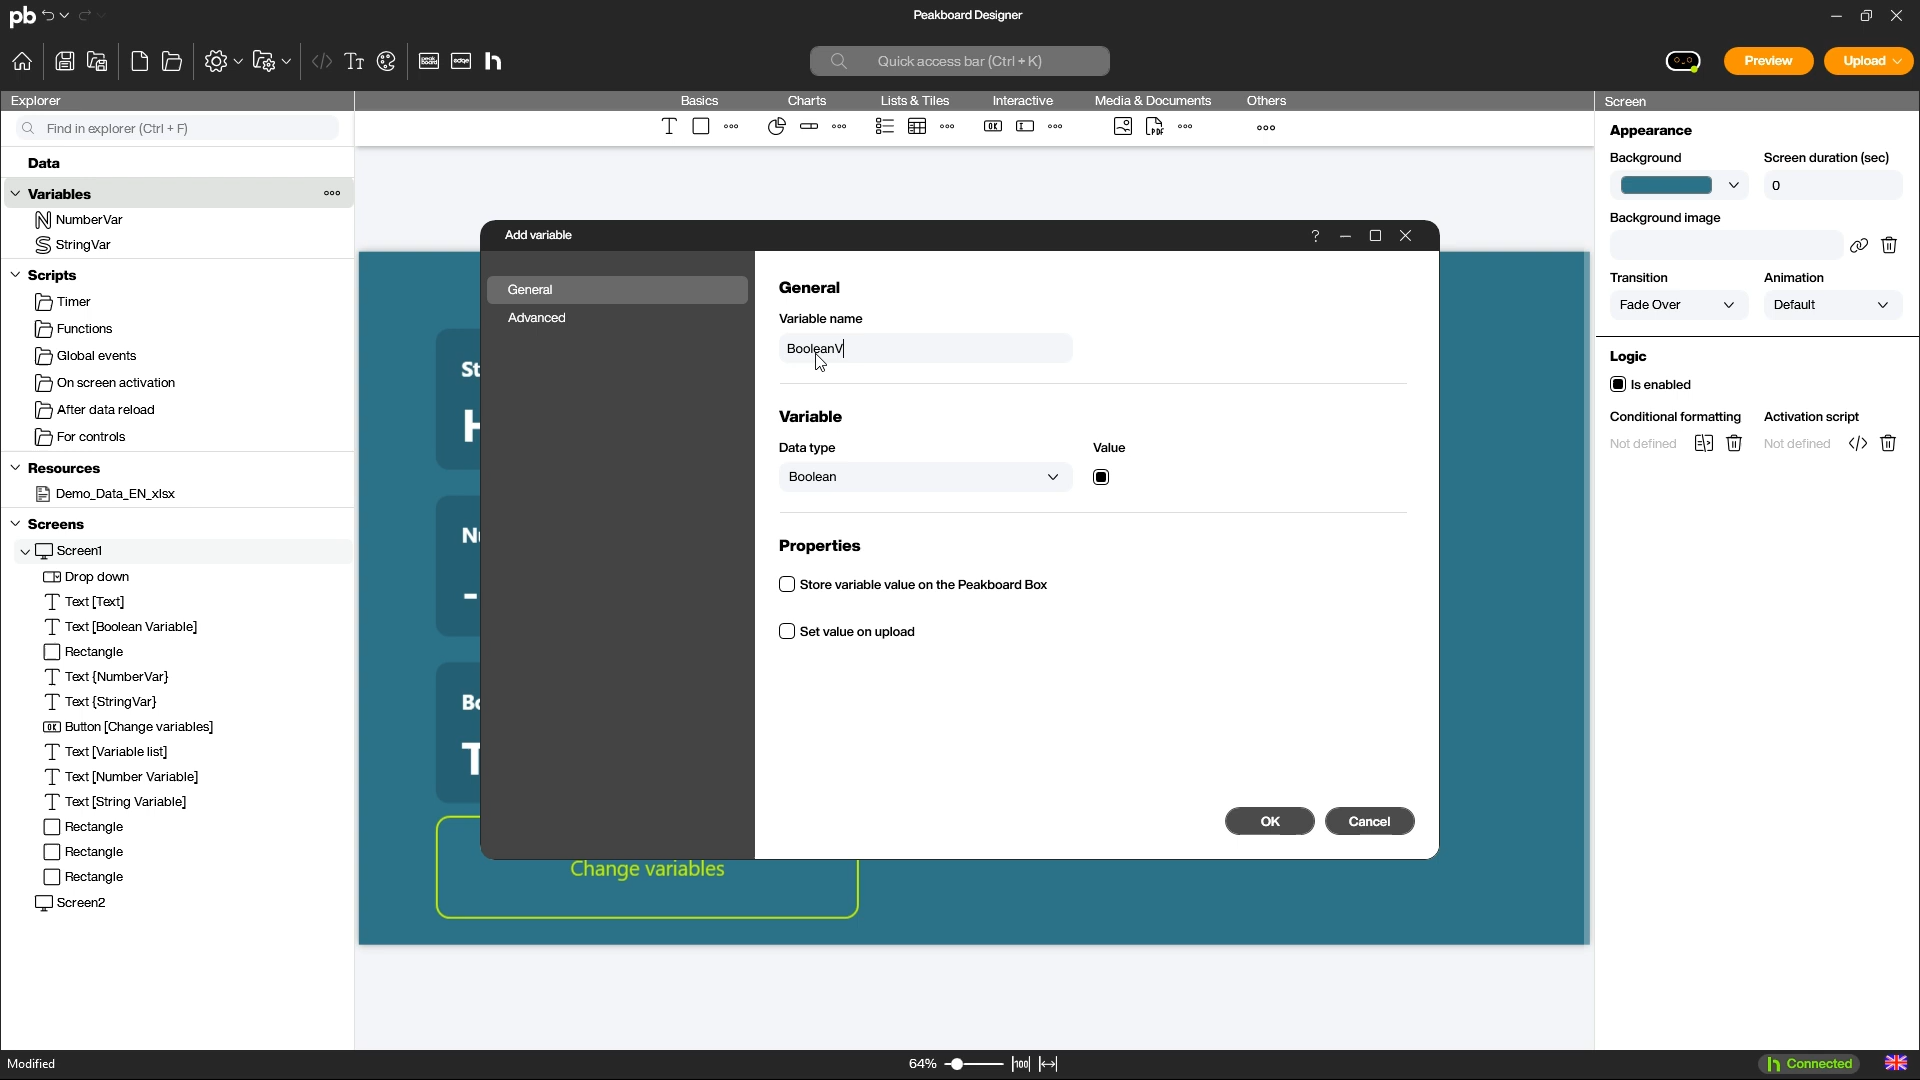 pb
Peakboard Designer
Quick access bar (Ctrl + K)
Preview
Upload
Explorer
Basics
Charts
Lists & Tiles
Interactive
Media & Documents
Others
Screen
Find in explorer (Ctrl + F)
Data
Variables
NumberVar
StringVar
Scripts
Timer
Functions
Global events
On screen activation
After data reload
For controls
Resources
Demo_Data_EN_xlsx
Screens
Screen1
Drop down
Text [Text]
Text [Boolean Variable]
Rectangle
Text {NumberVar}
Text {StringVar}
Button [Change variables]
Text [Variable list]
Text [Number Variable]
Text [String Variable]
Rectangle
Rectangle
Rectangle
Screen2
Add variable
?
General
Advanced
General
Variable name
BooleanV
Variable
Data type
Value
Boolean
Properties
Store variable value on the Peakboard Box
Set value on upload
OK
Cancel
St
H
Bo
T
Change variables
Appearance
Background
Screen duration (sec)
0
Background image
Transition
Animation
Fade Over
Default
Logic
Is enabled
Conditional formatting
Activation script
Not defined
Not defined
Modified
64%
100
Connected